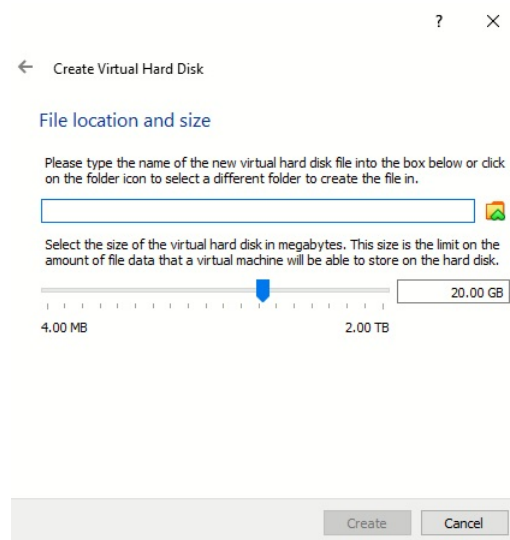 ?
Create Virtual Hard Disk
File location and size
Please type the name of the new virtual hard disk file into the box below or click
on the folder icon to select a different folder to create the file in.
Select the size of the virtual hard disk in megabytes. This size is the limit on the
amount of file data that a virtual machine will be able to store on the hard disk.
20.00 GB
4.00 MB 2.00 TB
Create Cancel